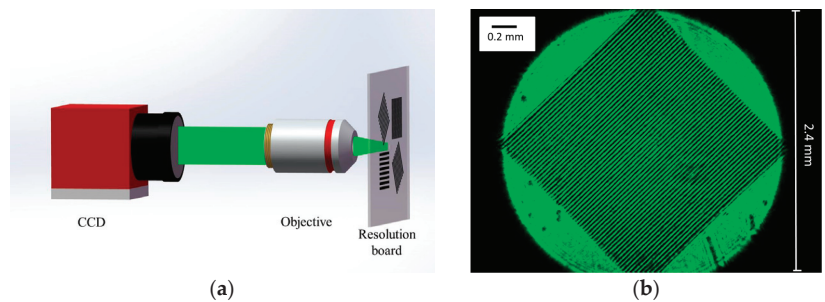 0.2 mm
2.4 mm
CCD
Objective
Resolution
board
(a)
(b)